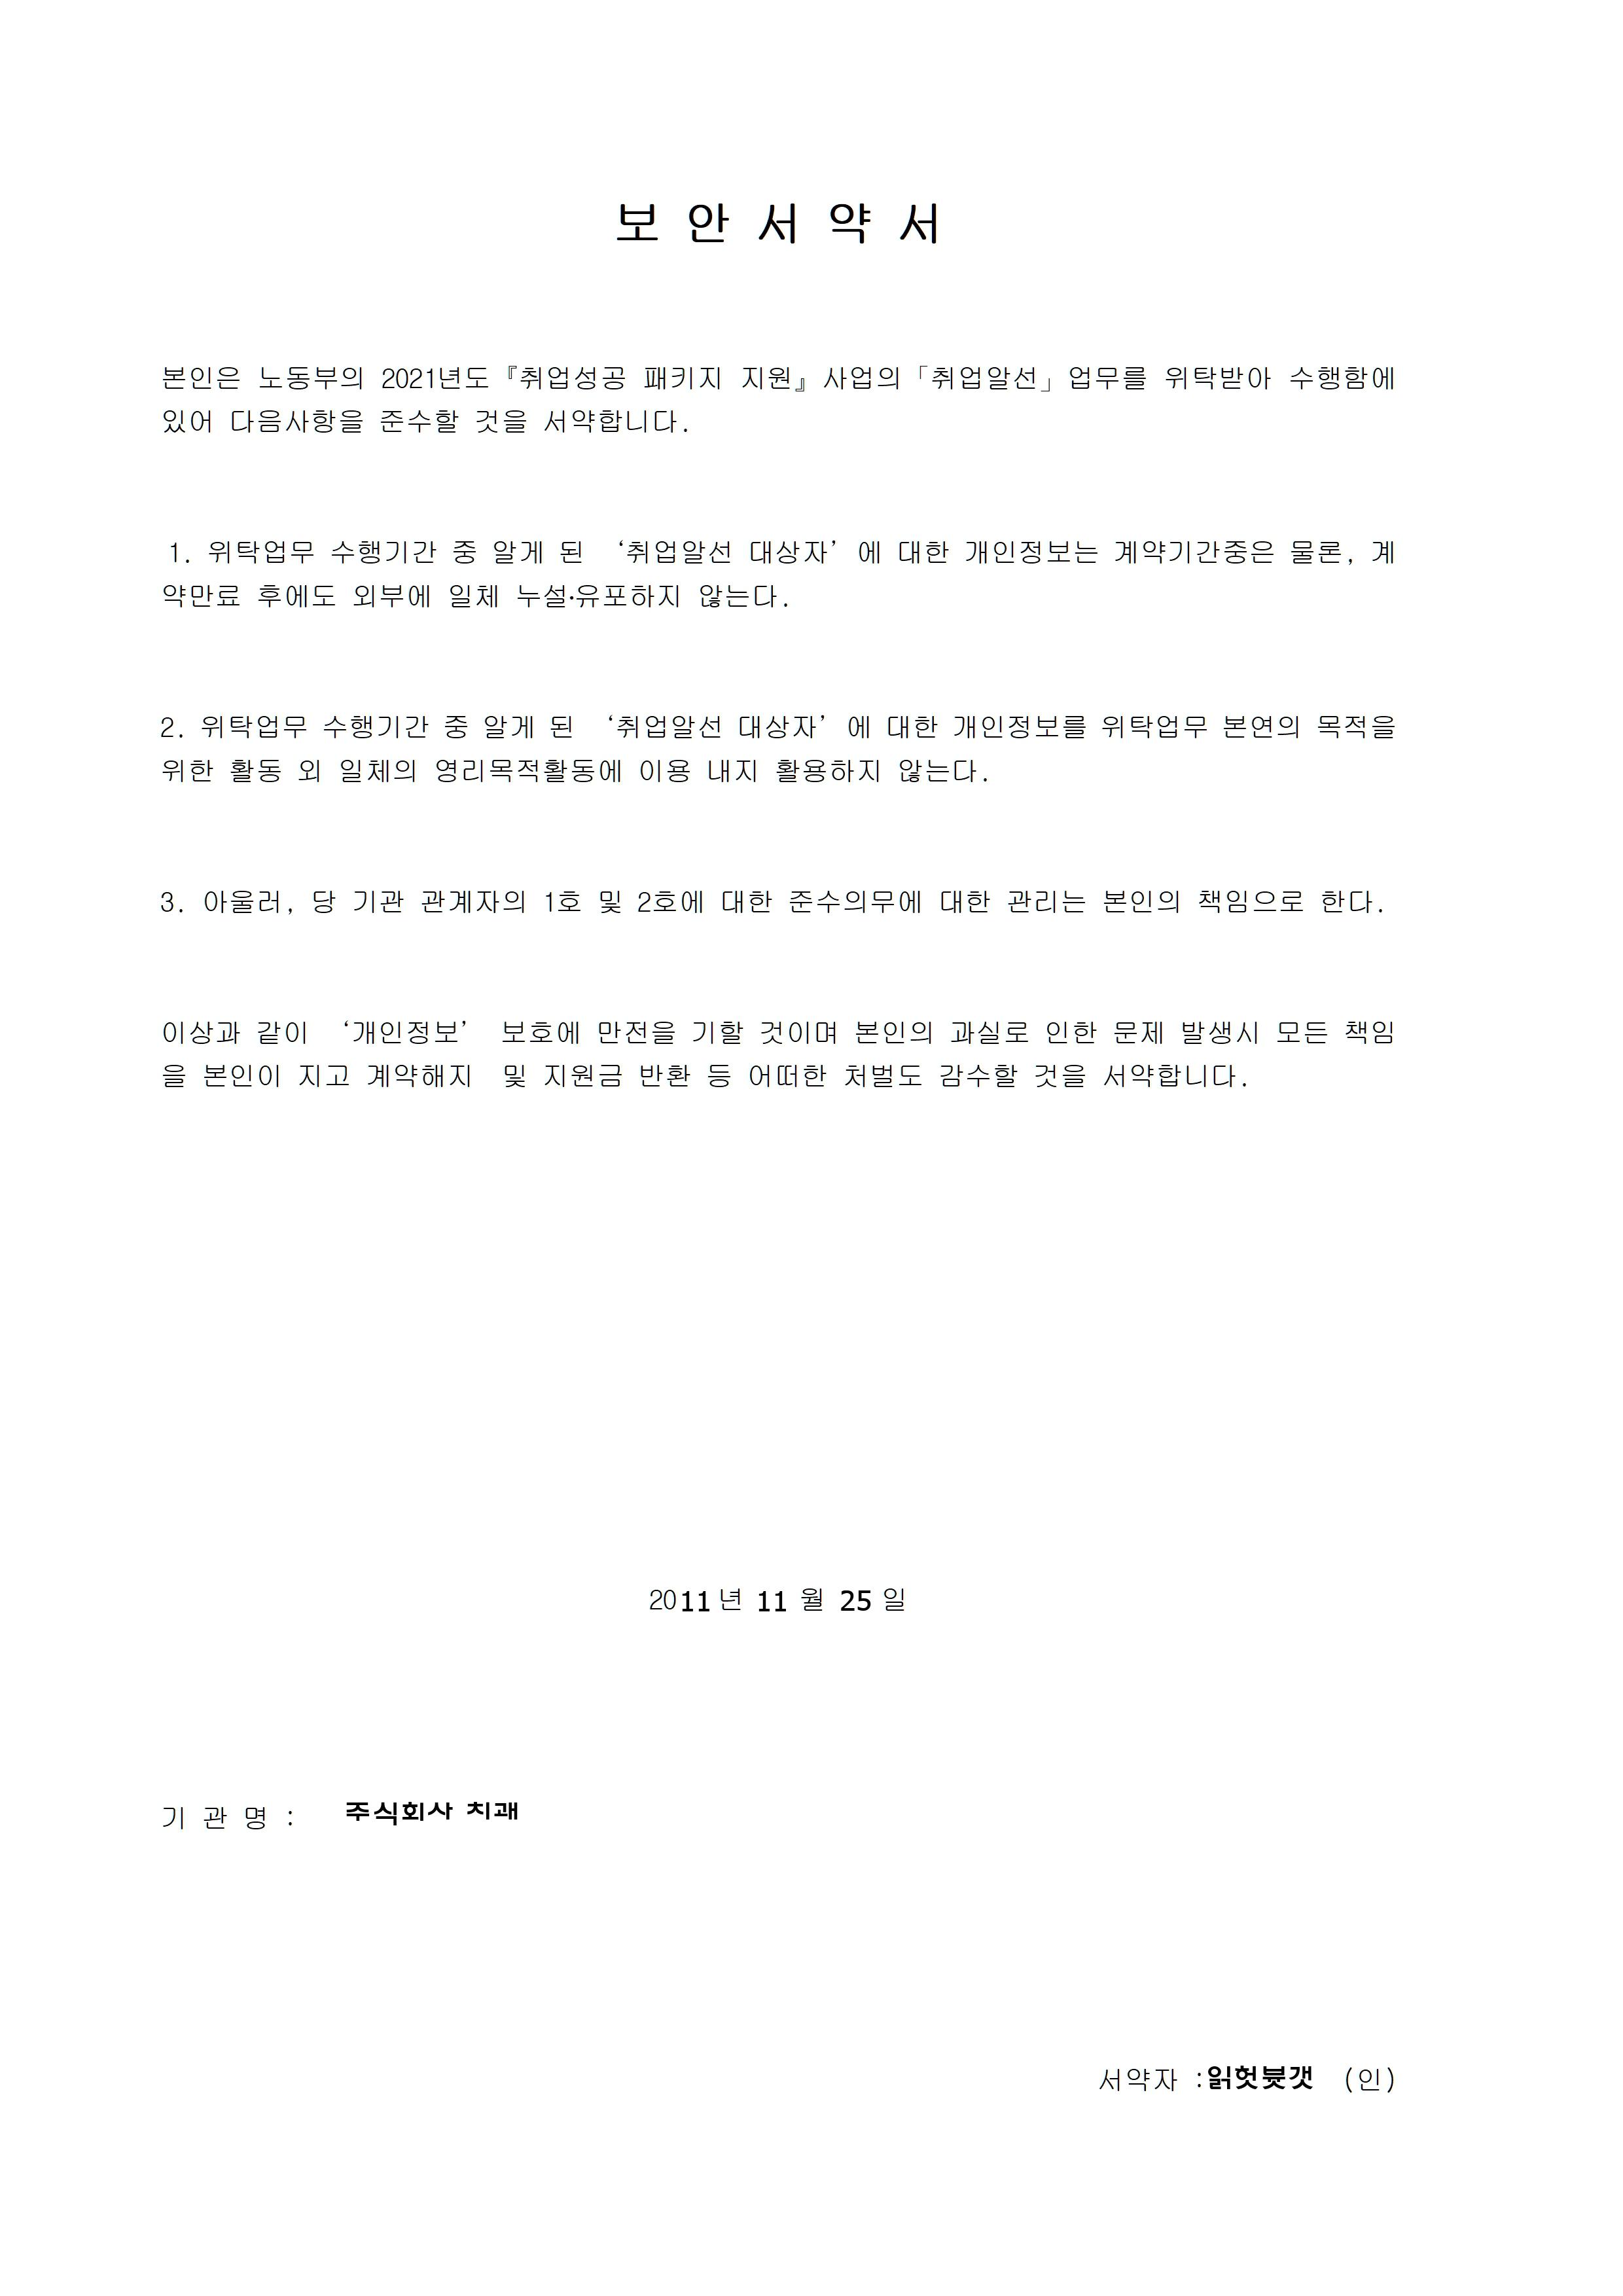 보 안 서 약 서
본인은 노동부의 2021년도『취업성공 패키지 지원』사업의「취업알선」업무를 위탁받아 수행함에
있어 다음사항을 준수할 것을 서약합니다.
1. 위탁업무 수행기간 중 알게 된 ‘취업알선 대상자’에 대한 개인정보는 계약기간중은 물론, 계
약만료 후에도 외부에 일체 누설·유포하지 않는다.
2. 위탁업무 수행기간 중 알게 된 ‘취업알선 대상자’에 대한 개인정보를 위탁업무 본연의 목적을
위한 활동 외 일체의 영리목적활동에 이용 내지 활용하지 않는다.
3. 아울러, 당 기관 관계자의 1호 및 2호에 대한 준수의무에 대한 관리는 본인의 책임으로 한다.
이상과 같이 ‘개인정보’ 보호에 만전을 기할 것이며 본인의 과실로 인한 문제 발생시 모든 책임
을 본인이 지고 계약해지 및 지원금 반환 등 어떠한 처벌도 감수할 것을 서약합니다.
2011년 11 월 25 일
기 관 명 : 주식회사 치괘
서약자 : (인)